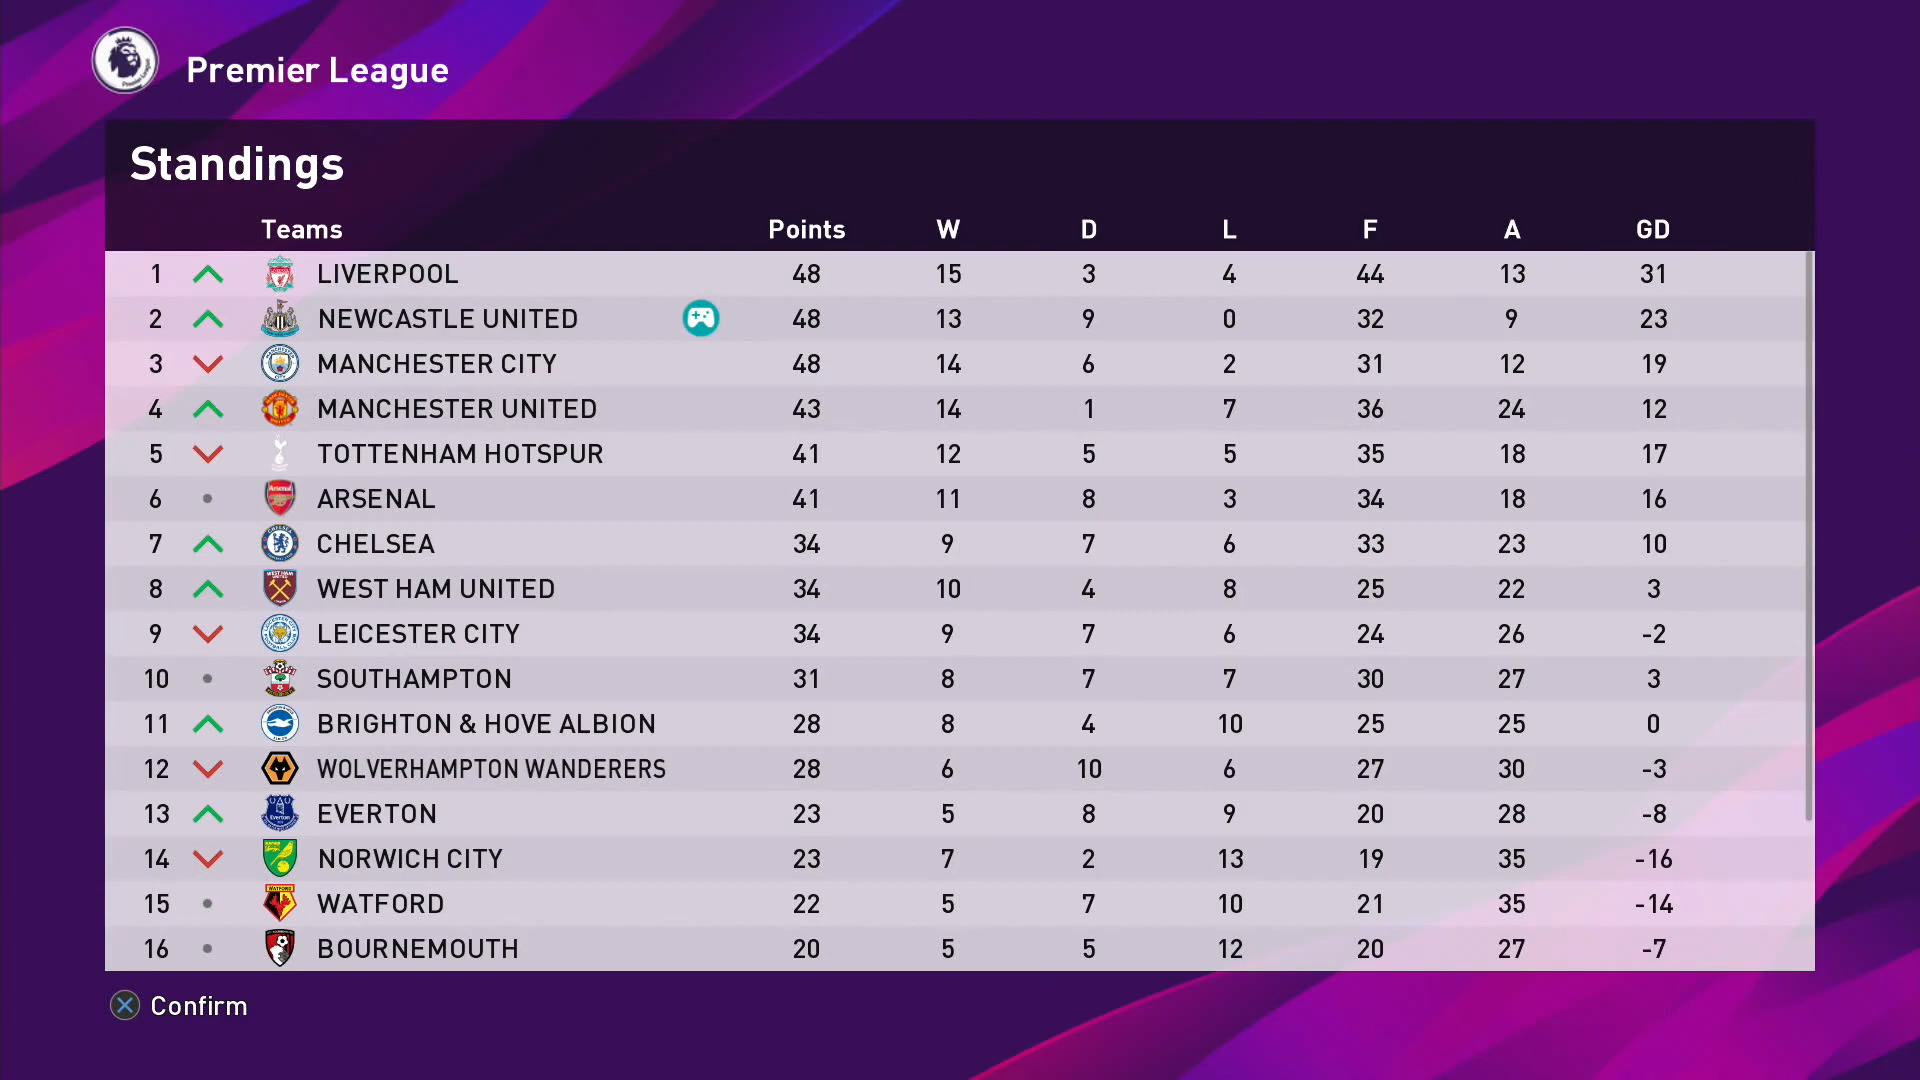 Premier League
Standings
Teams Points W D L F A GD
1 LIVERPOOL 48 15 3 4 44 13 31
2 NEWCASTLE UNITED 48 13 9 0 32 9 23
3 MANCHESTER CITY 48 14 6 2 31 12 19
4 MANCHESTER UNITED 43 14 1 7 36 24 12
5 TOTTENHAM HOTSPUR 41 12 5 5 35 18 17
6 ARSENAL 41 11 8 3 34 18 16
7 CHELSEA 34 9 7 6 33 23 10
8 WEST HAM UNITED 34 10 4 8 25 22 3
9 LEICESTER CITY 34 9 7 6 24 26 -2
10 SOUTHAMPTON 31 8 7 7 30 27 3
11 BRIGHTON & HOVE ALBION 28 8 4 10 25 25 0
12 WOLVERHAMPTON WANDERERS 28 6 10 6 27 30 -3
13 EVERTON 23 5 8 9 20 28 -8
14 NORWICH CITY 23 7 2 13 19 35 -16
15 WATFORD 22 5 7 10 21 35 -14
16 BOURNEMOUTH 20 5 5 12 20 27 -7
Confirm